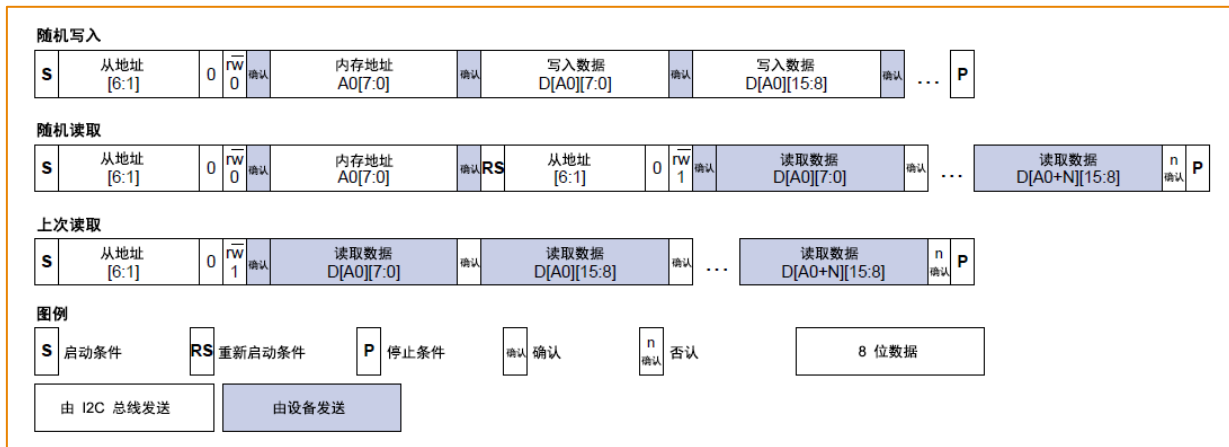 随机写入
S 从地址 [6:1] 0 rw 0 确认 内存地址 A0[7:0] 确认 写入数据 D[A0][7:0] 确认 写入数据 D[A0][15:8] 确认 ... P
随机读取
S 从地址 [6:1] 0 rw 0 确认 内存地址 A0[7:0] 确认 RS 从地址 [6:1] 0 rw 1 确认 读取数据 D[A0][7:0] 确认 ... 读取数据 D[A0+N][15:8] n 确认 P
上次读取
S 从地址 [6:1] 0 rw 1 确认 读取数据 D[A0][7:0] 确认 读取数据 D[A0][15:8] 确认 ... 读取数据 D[A0+N][15:8] n 确认 P
图例
S 启动条件 RS 重新启动条件 P 停止条件 确认 确认 n 确认 否认 8 位数据
由 I2C 总线发送 由设备发送